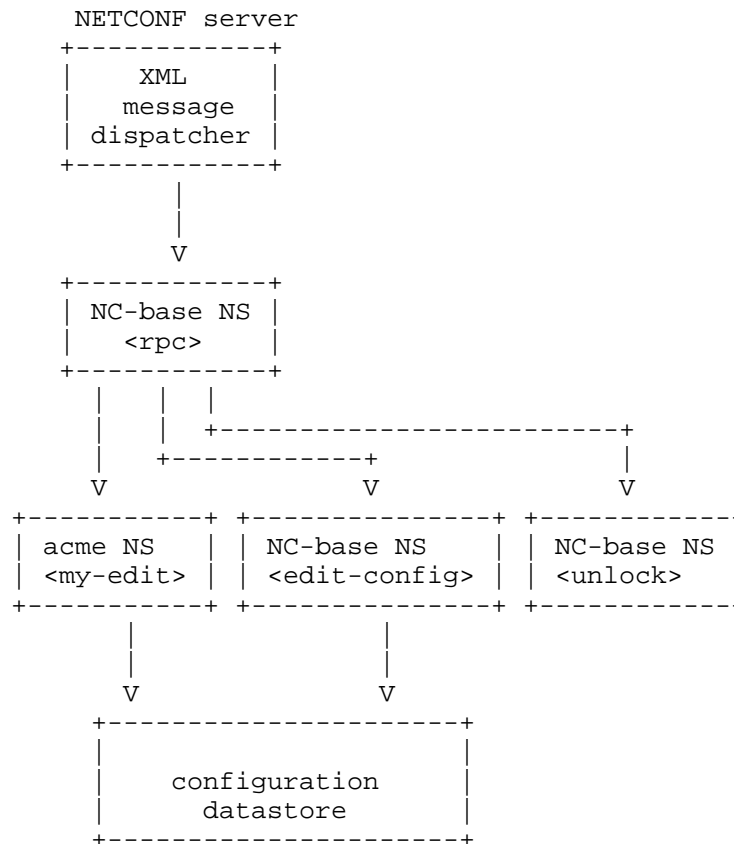 NETCONF server
XML
message
dispatcher
V
NC-base NS
<rpc>
V V V
acme NS NC-base NS NC-base NS
<my-edit> <edit-config> <unlock>
V V
configuration
datastore